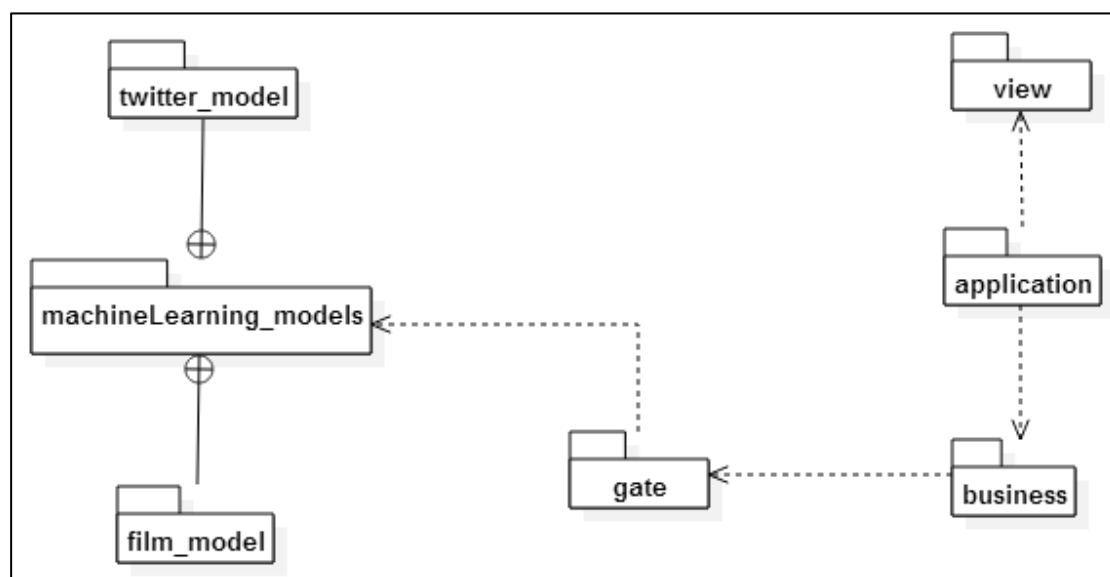 twitter_model
view
machineLearning_models
application
gate
business
film_model